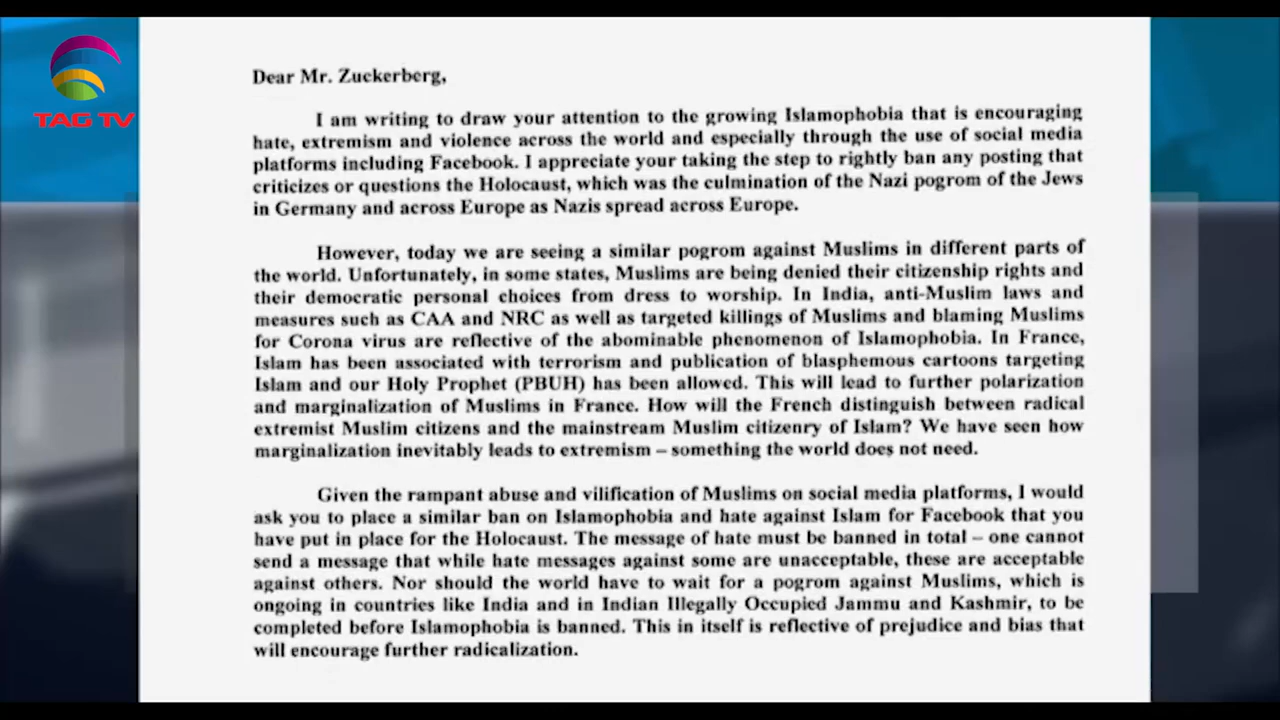 TAG TV
Dear Mr. Zuckerberg,
I am writing to draw your attention to the growing Islamophobia that is encouraging
hate, extremism and violence across the world and especially through the use of social media
platforms including Facebook. I appreciate your taking the step to rightly ban any posting that
criticizes or questions the Holocaust, which was the culmination of the Nazi pogrom of the Jews
in Germany and across Europe as Nazis spread across Europe.
However, today we are seeing a similar pogrom against Muslims in different parts of
the world. Unfortunately, in some states, Muslims are being denied their citizenship rights and
their democratic personal choices from dress to worship. In India, anti-Muslim laws and
measures such as CAA and NRC as well as targeted killings of Muslims and blaming Muslims
for Corona virus are reflective of the abominable phenomenon of Islamophobia. In France,
Islam has been associated with terrorism and publication of blasphemous cartoons targeting
Islam and our Holy Prophet (PBUH) has been allowed. This will lead to further polarization
and marginalization of Muslims in France. How will the French distinguish between radical
extremist Muslim citizens and the mainstream Muslim citizenry of Islam? We have seen how
marginalization inevitably leads to extremism – something the world does not need.
Given the rampant abuse and vilification of Muslims on social media platforms, I would
ask you to place a similar ban on Islamophobia and hate against Islam for Facebook that you
have put in place for the Holocaust. The message of hate must be banned in total – one cannot
send a message that while hate messages against some are unacceptable, these are acceptable
against others. Nor should the world have to wait for a pogrom against Muslims, which is
ongoing in countries like India and in Indian Illegally Occupied Jammu and Kashmir, to be
completed before Islamophobia is banned. This in itself is reflective of prejudice and bias that
will encourage further radicalization.